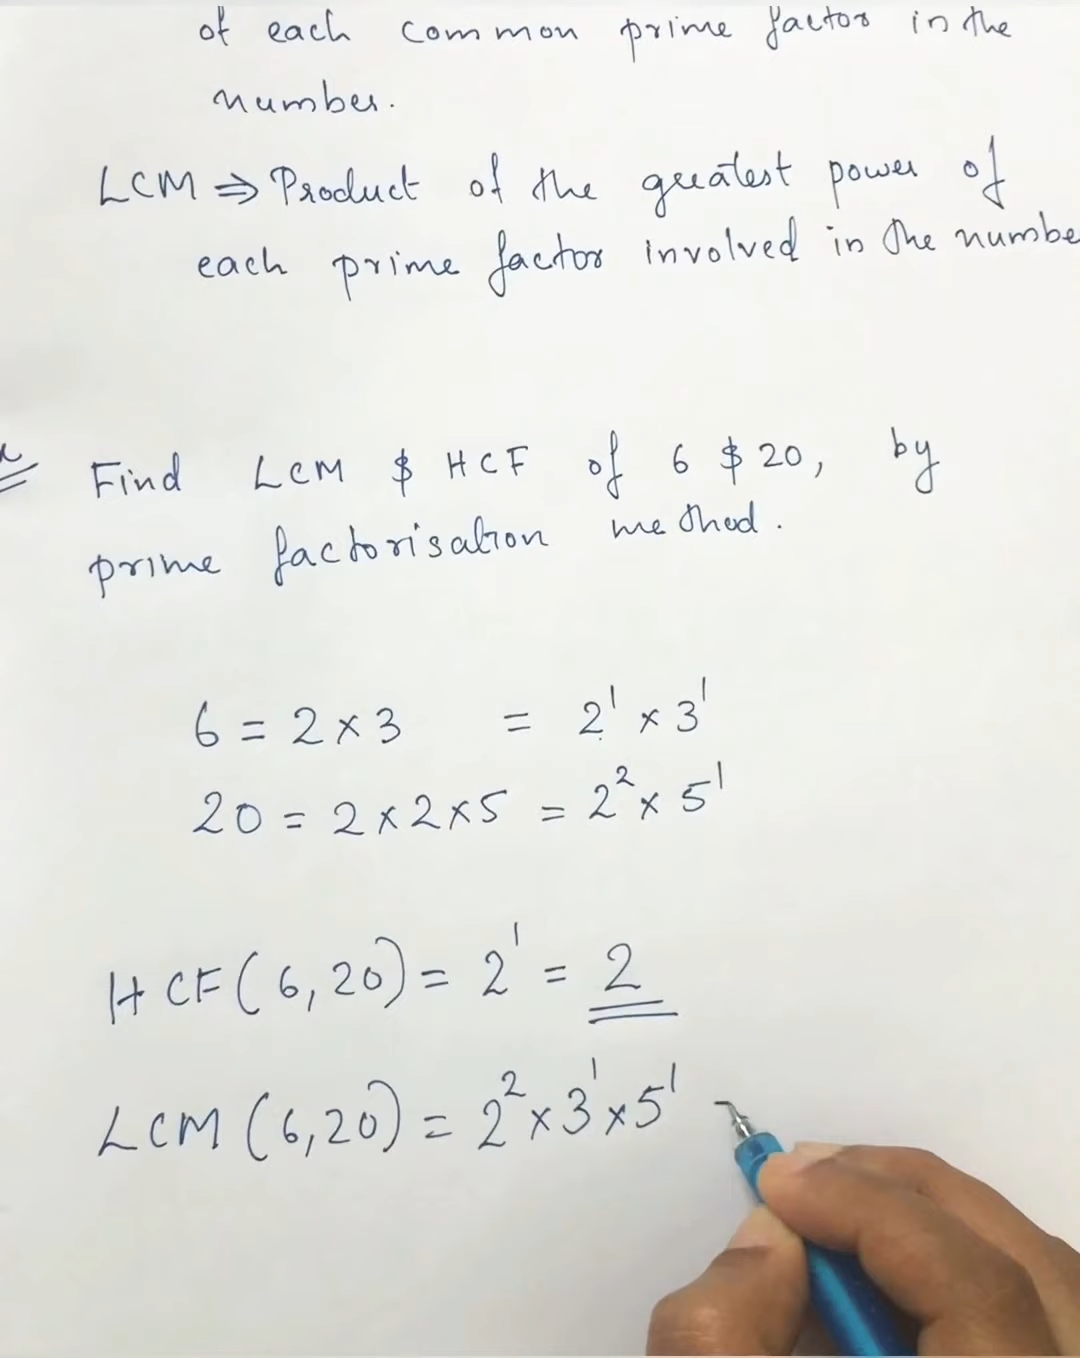 of each common prime factor in the
number.
LCM ⇒ Product of the greatest power of
each prime factor involved in the numbe
Find LCM $ HCF of 6 $ 20, by
prime factorisation method.
6 = 2 × 3 = 2¹ × 3¹
20 = 2 × 2 × 5 = 2² × 5¹
HCF (6, 20) = 2¹ = 2
LCM (6, 20) = 2² × 3¹ × 5¹ -